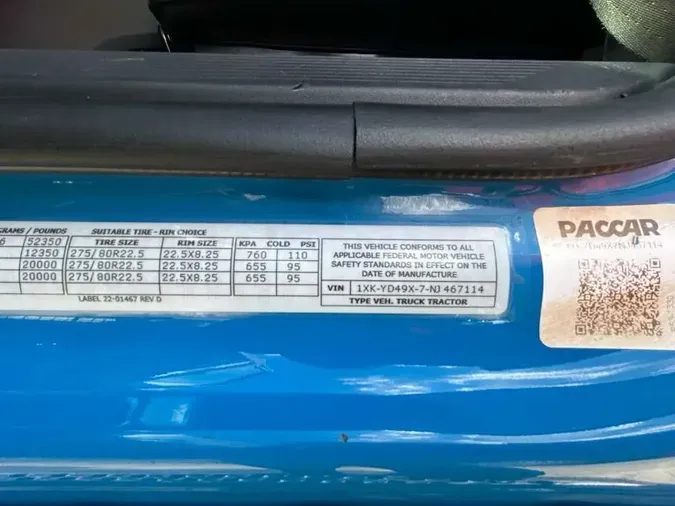 GRAMS / POUNDS SUITABLE TIRE - RIM CHOICE
6 52350 TIRE SIZE RIM SIZE KPA COLD PSI
12350 275/80R22.5 22.5X8.25 760 110
20000 275/80R22.5 22.5X8.25 655 95
20000 275/80R22.5 22.5X8.25 655 95
LABEL 22-01467 REV D
THIS VEHICLE CONFORMS TO ALL
APPLICABLE FEDERAL MOTOR VEHICLE
SAFETY STANDARDS IN EFFECT ON THE
DATE OF MANUFACTURE
VIN 1XK-YD49X-7-NJ 467114
TYPE VEH. TRUCK TRACTOR
PACCAR